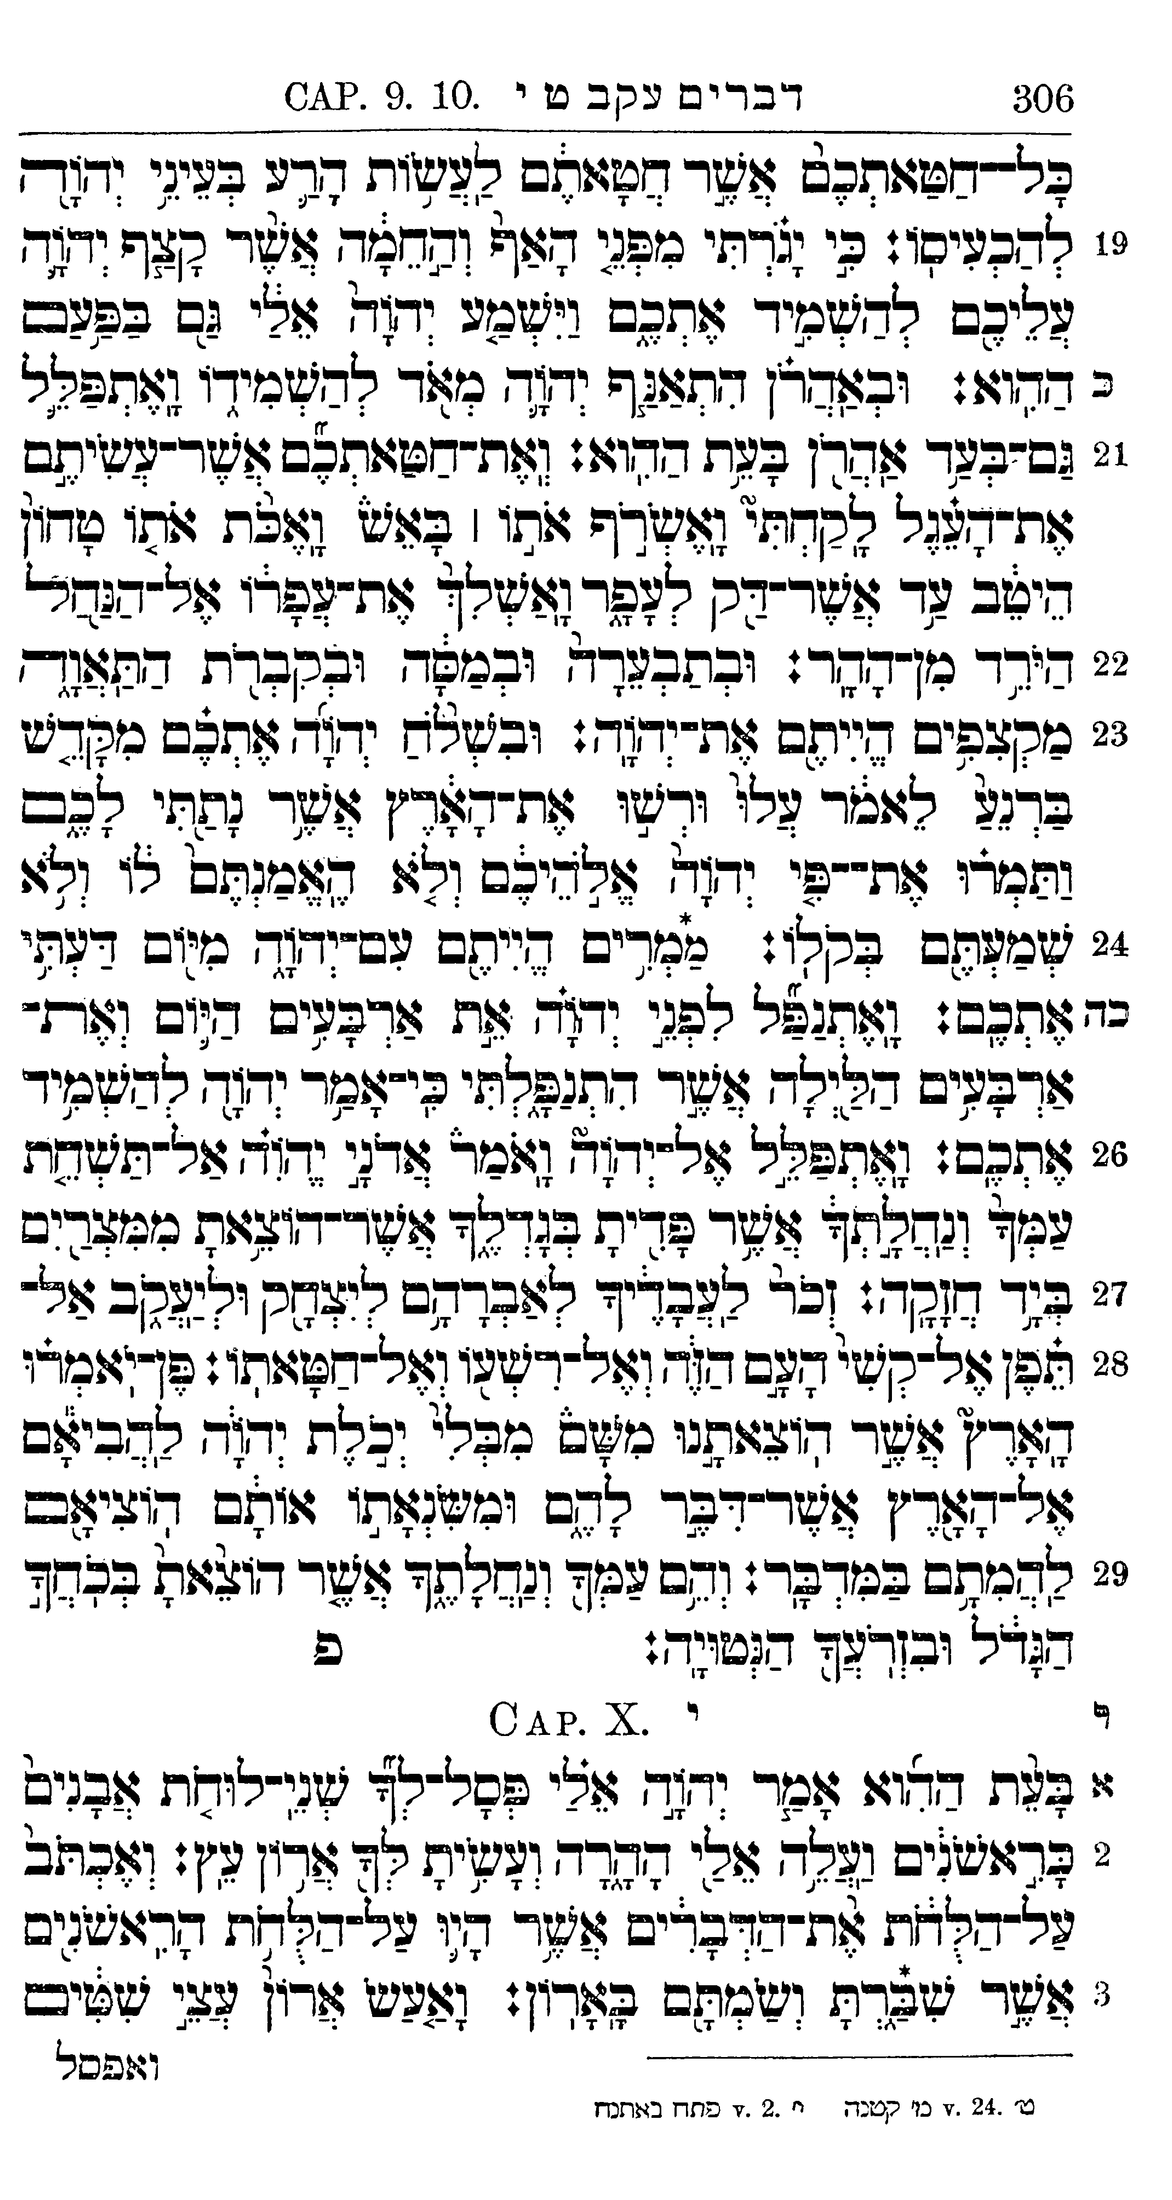 306 דברים עקב ט י CAP. 9. 10.
כָּל־חַטַּאתְכֶם֙ אֲשֶׁ֣ר חֲטָאתֶ֔ם לַעֲשׂ֥וֹת הָרַ֛ע בְּעֵינֵ֥י יְהוָֹ֖ה
19 לְהַכְעִיסֽוֹ׃ כִּ֣י יָגֹ֗רְתִּי מִפְּנֵ֤י הָאַף֙ וְהַ֣חֵמָ֔ה אֲשֶׁ֨ר קָצַ֧ף יְהוָֹ֛ה
עֲלֵיכֶ֖ם לְהַשְׁמִ֣יד אֶתְכֶ֑ם וַיִּשְׁמַ֤ע יְהוָֹה֙ אֵלַ֔י גַּ֖ם בַּפַּ֥עַם
כ הַהִֽוא׃ וּֽבְאַהֲרֹ֗ן הִתְאַנַּ֧ף יְהוָֹ֛ה מְאֹ֖ד לְהַשְׁמִיד֑וֹ וָֽאֶתְפַּלֵּ֛ל
21 גַּם־בְּעַ֥ד אַהֲרֹ֖ן בָּעֵ֥ת הַהִֽוא׃ וְֽאֶת־חַטַּאתְכֶ֞ם אֲשֶׁר־עֲשִׂיתֶ֣ם
אֶת־הָעֵ֗גֶל לָקַחְתִּי֮ וָאֶשְׂרֹ֣ף אֹת֣וֹ ׀ בָּאֵשׁ֒ וָאֶכֹּ֨ת אֹת֤וֹ טָחוֹן֙
הֵיטֵ֔ב עַ֥ד אֲשֶׁר־דַּ֖ק לְעָפָ֑ר וָֽאַשְׁלִךְ֙ אֶת־עֲפָר֔וֹ אֶל־הַנַּ֖חַל
22 הַיֹּרֵ֥ד מִן־הָהָֽר׃ וּבְתַבְעֵרָה֙ וּבְמַסָּ֔ה וּבְקִבְרֹ֖ת הַֽתַּאֲוָ֑ה
23 מַקְצִפִ֥ים הֱיִיתֶ֖ם אֶת־יְהוָֹֽה׃ וּבִשְׁלֹ֨חַ יְהוָֹ֜ה אֶתְכֶ֗ם מִקָּדֵ֤שׁ
בַּרְנֵעַ֙ לֵאמֹ֔ר עֲלוּ֙ וּרְשׁ֣וּ אֶת־הָאָ֔רֶץ אֲשֶׁ֥ר נָתַ֖תִּי לָכֶ֑ם
וַתַּמְר֗וּ אֶת־פִּ֤י יְהוָֹה֙ אֱלֹ֣הֵיכֶ֔ם וְלֹ֤א הֶֽאֱמַנְתֶּם֙ ל֔וֹ וְלֹ֥א
24 שְׁמַעְתֶּ֖ם בְּקֹלֽוֹ׃ מַ֯מְרִ֥ים הֱיִיתֶ֖ם עִם־יְהוָֹ֑ה מִיּ֖וֹם דַּעְתִּ֥י
כה אֶתְכֶֽם׃ וָֽאֶתְנַפַּ֞ל לִפְנֵ֣י יְהוָֹ֗ה אֵ֣ת אַרְבָּעִ֥ים הַיּ֛וֹם וְאֶת־
אַרְבָּעִ֥ים הַלַּ֖יְלָה אֲשֶׁ֣ר הִתְנַפָּ֑לְתִּי כִּֽי־אָמַ֥ר יְהוָֹ֖ה לְהַשְׁמִ֥יד
26 אֶתְכֶֽם׃ וָאֶתְפַּלֵּ֣ל אֶל־יְהוָֹה֮ וָאֹמַר֒ אֲדֹנָ֣י יֱהֹוִ֗ה אַל־תַּשְׁחֵ֤ת
עַמְּךָ֙ וְנַחֲלָ֣תְךָ֔ אֲשֶׁ֥ר פָּדִ֖יתָ בְּגָדְלֶ֑ךָ אֲשֶׁר־הוֹצֵ֥אתָ מִמִּצְרַ֖יִם
27 בְּיָ֥ד חֲזָקָֽה׃ זְכֹר֙ לַעֲבָדֶ֔יךָ לְאַבְרָהָ֥ם לְיִצְחָ֖ק וּֽלְיַעֲקֹ֑ב אַל־
28 תֵּ֗פֶן אֶל־קְשִׁי֙ הָעָ֣ם הַזֶּ֔ה וְאֶל־רִשְׁע֖וֹ וְאֶל־חַטָּאתֽוֹ׃ פֶּן־יֹאמְר֗וּ
הָאָרֶץ֮ אֲשֶׁ֣ר הוֹצֵאתָ֣נוּ מִשָּׁם֒ מִבְּלִי֙ יְכֹ֣לֶת יְהוָֹ֔ה לַהֲבִיאָ֕ם
אֶל־הָאָ֖רֶץ אֲשֶׁר־דִּבֶּ֣ר לָהֶ֑ם וּמִשִּׂנְאָת֣וֹ אוֹתָ֔ם הוֹצִיאָ֖ם
29 לַהֲמִתָ֥ם בַּמִּדְבָּֽר׃ וְהֵ֥ם עַמְּךָ֖ וְנַחֲלָתֶ֑ךָ אֲשֶׁ֤ר הוֹצֵ֙אתָ֙ בְּכֹחֲךָ֣
הַגָּדֹ֔ל וּבִֽזְרֹעֲךָ֖ הַנְּטוּיָֽה׃ פ
CAP. X. י
א בָּעֵ֨ת הַהִ֜וא אָמַ֧ר יְהוָֹ֣ה אֵלַ֗י פְּסָל־לְךָ֞ שְׁנֵֽי־לוּחֹ֤ת אֲבָנִים֙
2 כָּרִ֣אשֹׁנִ֔ים וַעֲלֵ֥ה אֵלַ֖י הָהָ֑רָה וְעָשִׂ֥יתָ לְּךָ֖ אֲר֥וֹן עֵֽץ׃ וְאֶכְתֹּב֙
עַל־הַלֻּחֹ֔ת אֶ֨ת־הַדְּבָרִ֔ים אֲשֶׁ֥ר הָי֛וּ עַל־הַלֻּחֹ֥ת הָרִֽאשֹׁנִ֖ים
3 אֲשֶׁ֣ר שִׁבַּ֑רְתָּ וְשַׂמְתָּ֖ם בָּאָרֽוֹן׃ וָאַ֤עַשׂ אֲרוֹן֙ עֲצֵ֣י שִׁטִּ֔ים
ואפסל
ט׳ v. 24. מ׳ קטנה י׳ v. 2. פתח באתנח